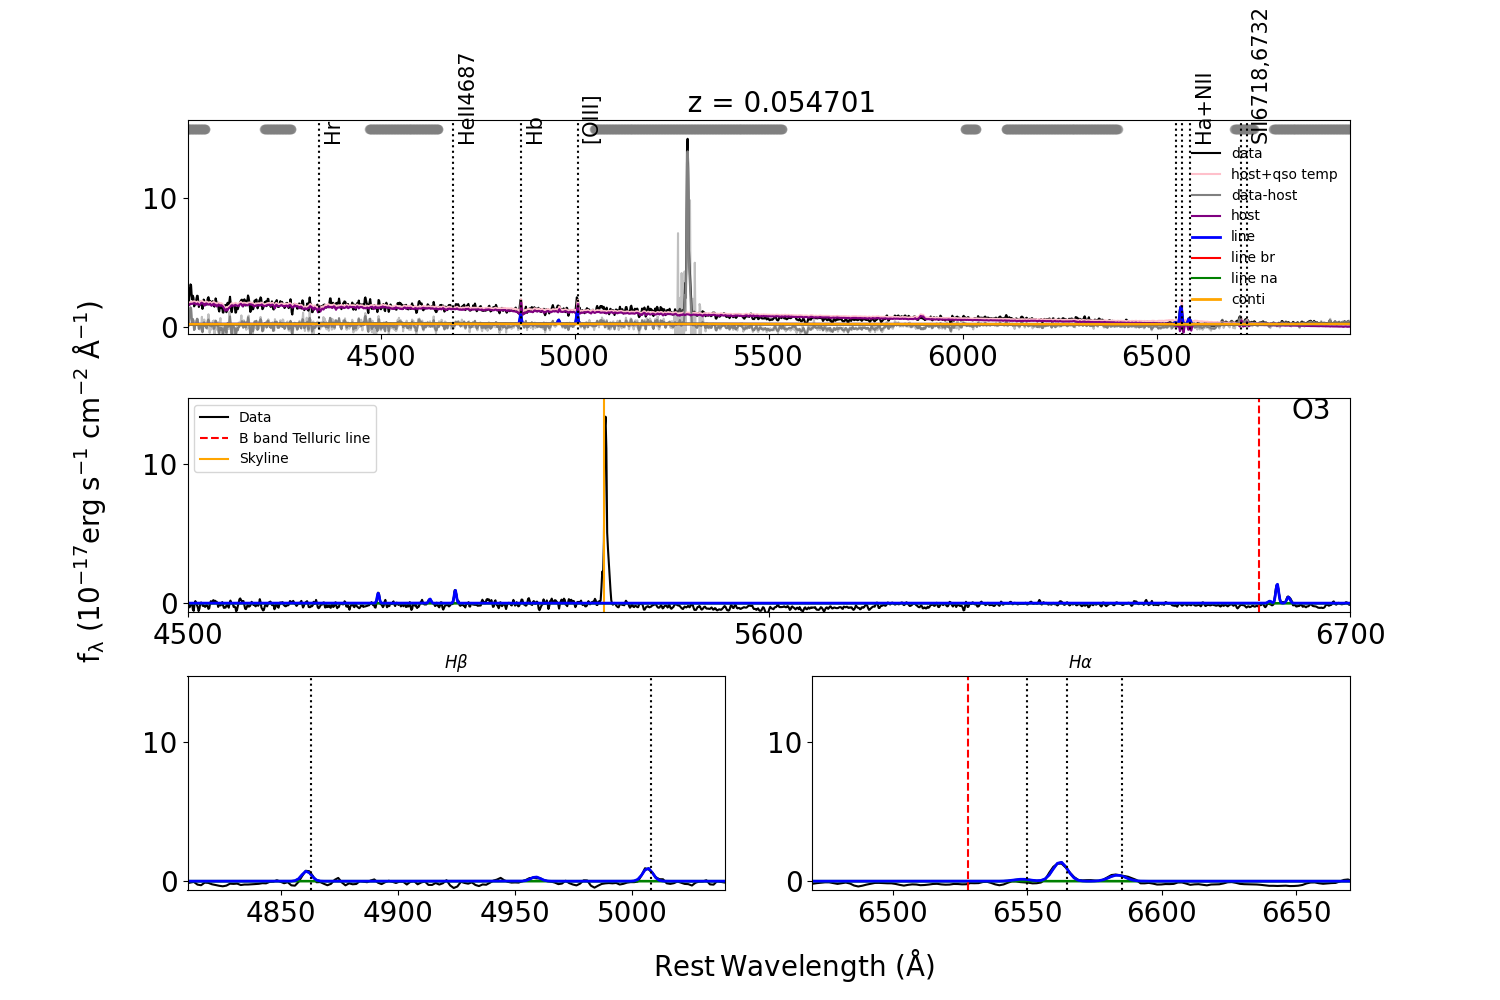 z = 0.054701
Hr
HeII4687
Hb
[OIII]
Ha+NII
SII6718,6732
data
host+qso temp
data-host
host
line
line br
line na
conti
10
0
4500
5000
5500
6000
6500
Data
B band Telluric line
Skyline
O3
10
0
4500
5600
6700
fλ (10⁻¹⁷erg s⁻¹ cm⁻² Å⁻¹)
Hβ
10
0
4850
4900
4950
5000
Hα
10
0
6500
6550
6600
6650
Rest Wavelength (Å)